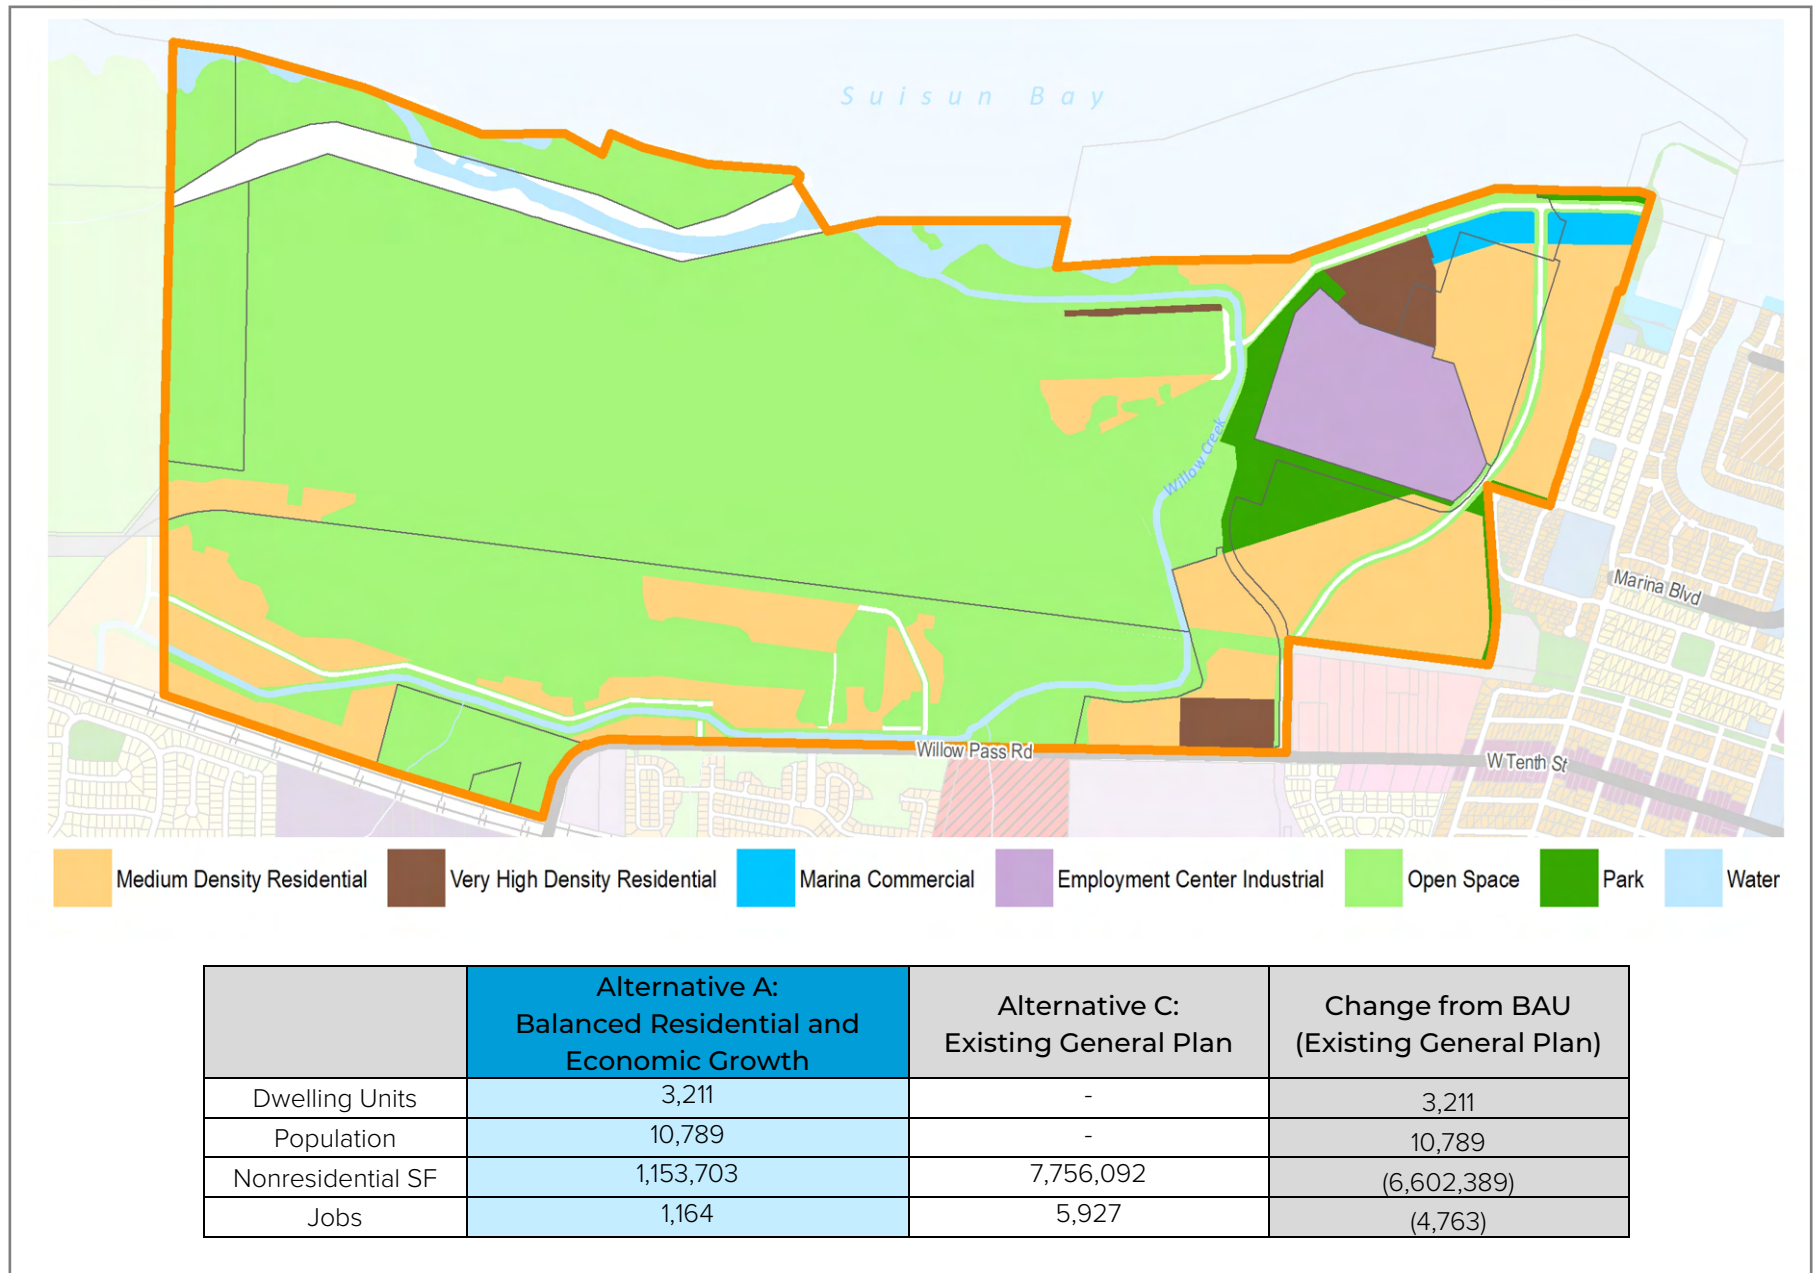 Suisun Bay
Willow Creek
Marina Blvd
Willow Pass Rd
W Tenth St
Medium Density Residential
Very High Density Residential
Marina Commercial
Employment Center Industrial
Open Space
Park
Water
Alternative A:
Balanced Residential and
Economic Growth
Alternative C:
Existing General Plan
Change from BAU
(Existing General Plan)
Dwelling Units 3,211 - 3,211
Population 10,789 - 10,789
Nonresidential SF 1,153,703 7,756,092 (6,602,389)
Jobs 1,164 5,927 (4,763)